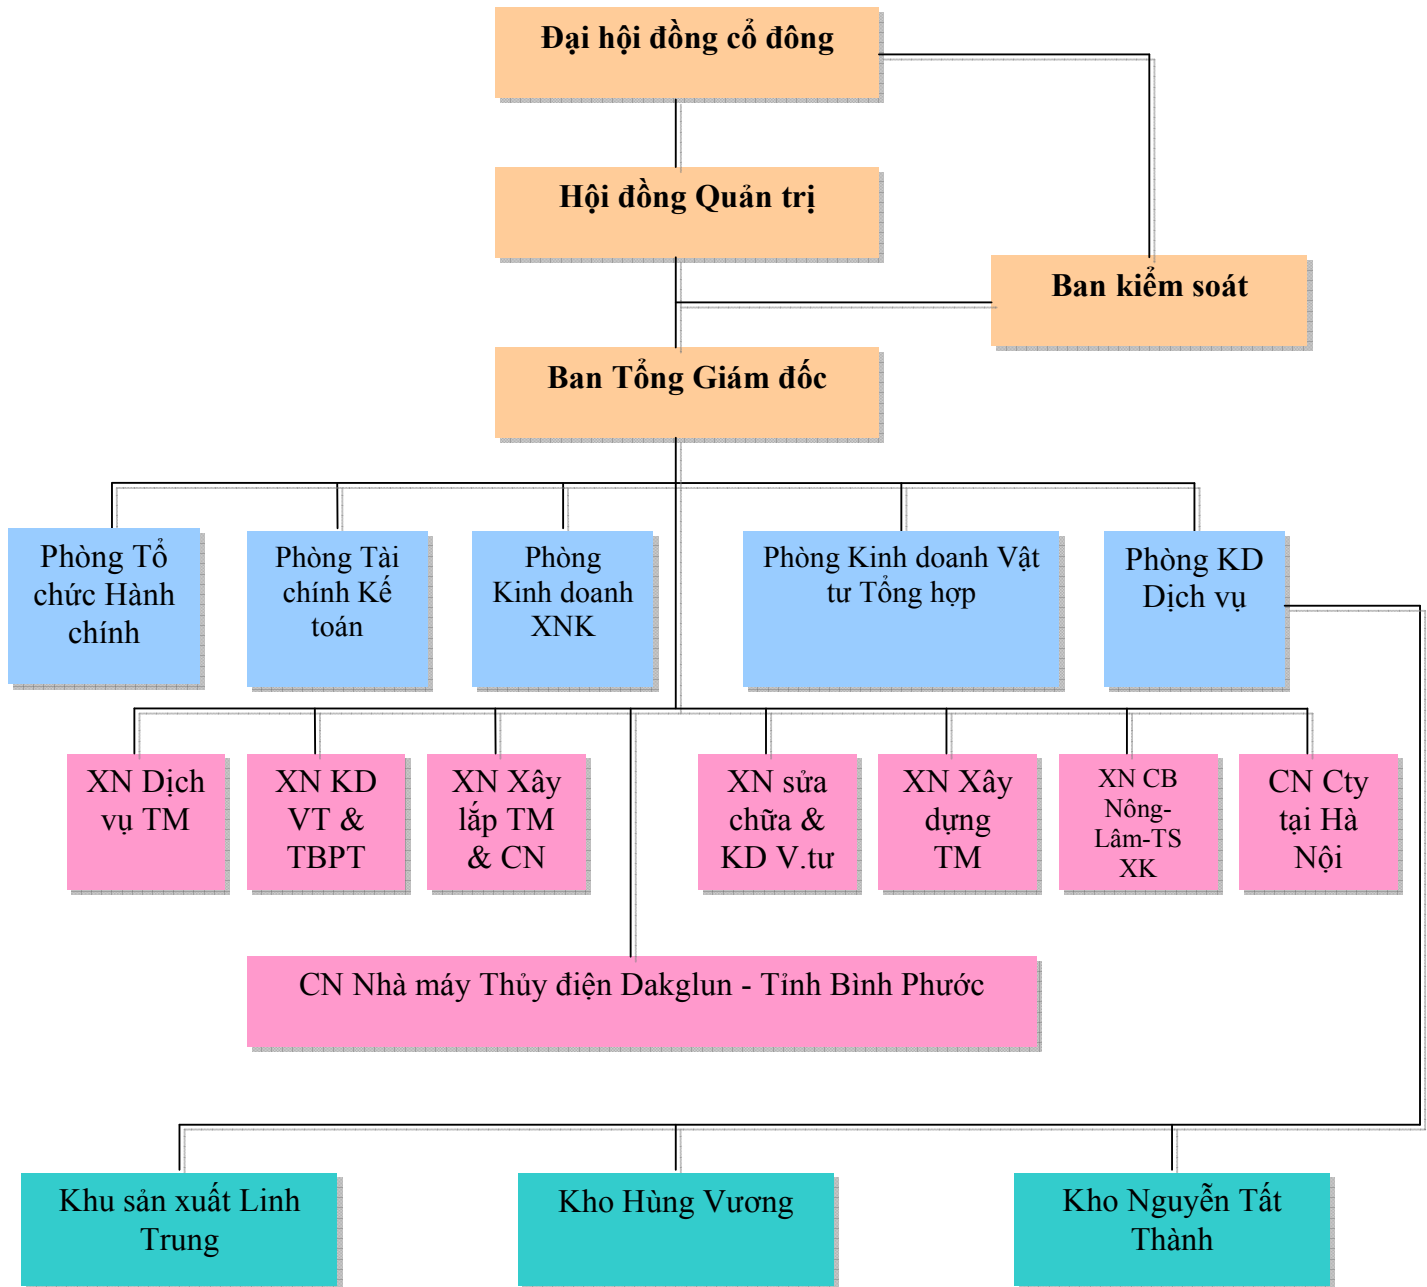 Đại hội đồng cổ đông
Hội đồng Quản trị
Ban kiểm soát
Ban Tổng Giám đốc
Phòng Tổ
chức Hành
chính
Phòng Tài
chính Kế
toán
Phòng
Kinh doanh
XNK
Phòng Kinh doanh Vật
tư Tổng hợp
Phòng KD
Dịch vụ
XN Dịch
vụ TM
XN KD
VT &
TBPT
XN Xây
lắp TM
& CN
XN sửa
chữa &
KD V.tư
XN Xây
dựng
TM
XN CB
Nông-
Lâm-TS
XK
CN Cty
tại Hà
Nội
CN Nhà máy Thủy điện Dakglun - Tỉnh Bình Phước
Khu sản xuất Linh
Trung
Kho Hùng Vương
Kho Nguyễn Tất
Thành